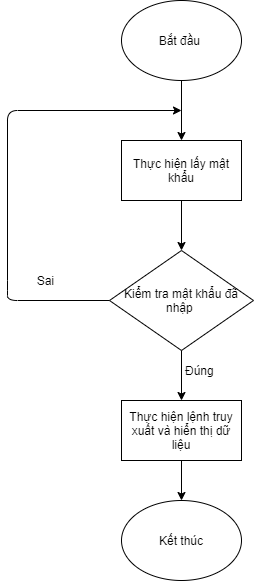 Bắt đầu
Thực hiện lấy mật
khẩu
Kiểm tra mật khẩu đã
nhập
Sai
Đúng
Thực hiện lệnh truy
xuất và hiển thị dữ
liệu
Kết thúc